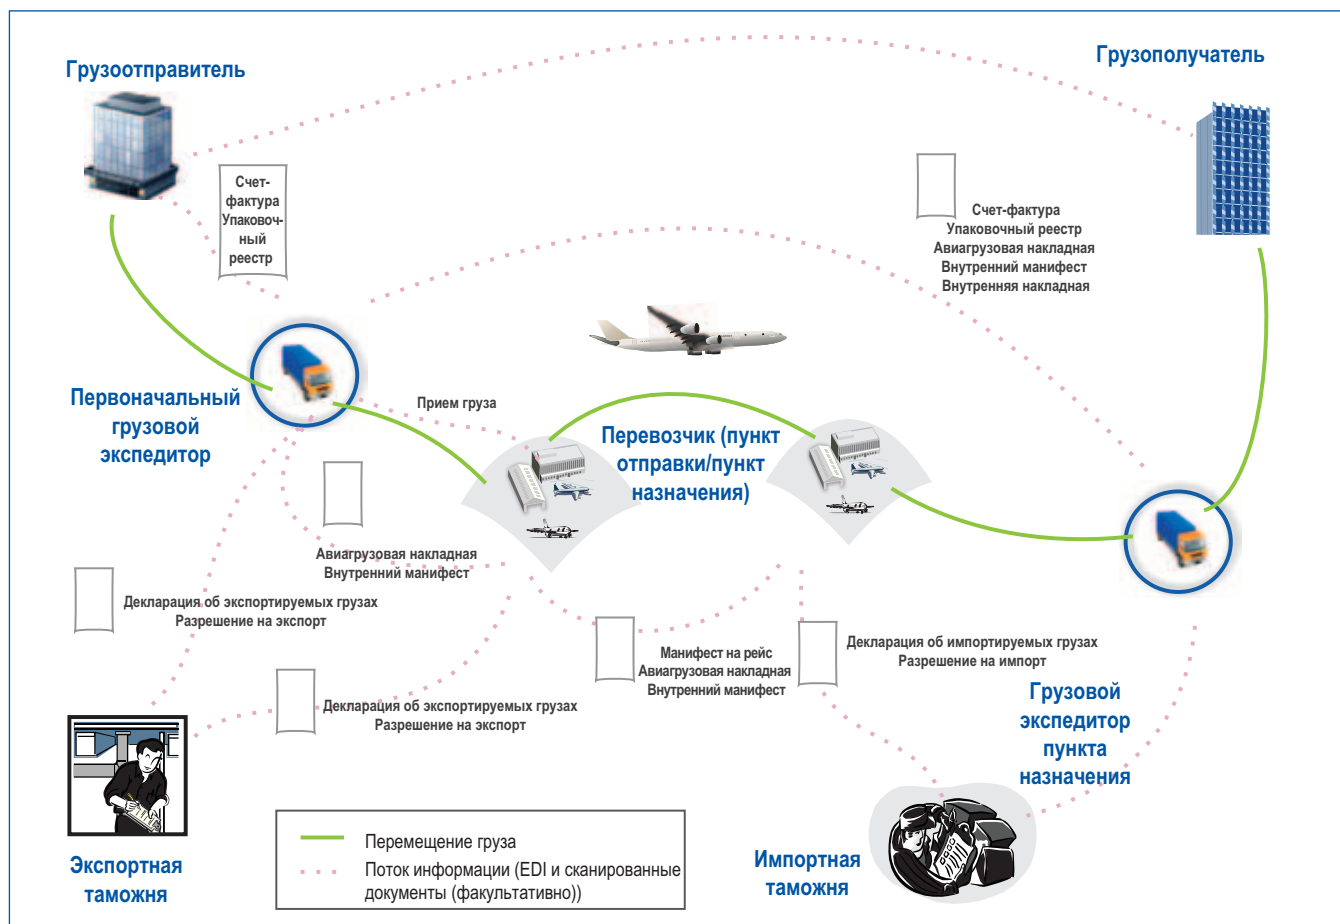 Грузоотправитель
Грузополучатель
Счет-
фактура
Упаковоч-
ный
реестр
Счет-фактура
Упаковочный реестр
Авиагрузовая накладная
Внутренний манифест
Внутренняя накладная
Первоначальный
грузовой
экспедитор
Прием груза
Перевозчик (пункт
отправки/пункт
назначения)
Авиагрузовая накладная
Внутренний манифест
Декларация об экспортируемых грузах
Разрешение на экспорт
Манифест на рейс
Авиагрузовая накладная
Внутренний манифест
Декларация об импортируемых грузах
Разрешение на импорт
Декларация об экспортируемых грузах
Разрешение на экспорт
Грузовой
экспедитор
пункта
назначения
Экспортная
таможня
Перемещение груза
Поток информации (EDI и сканированные
документы (факультативно))
Импортная
таможня